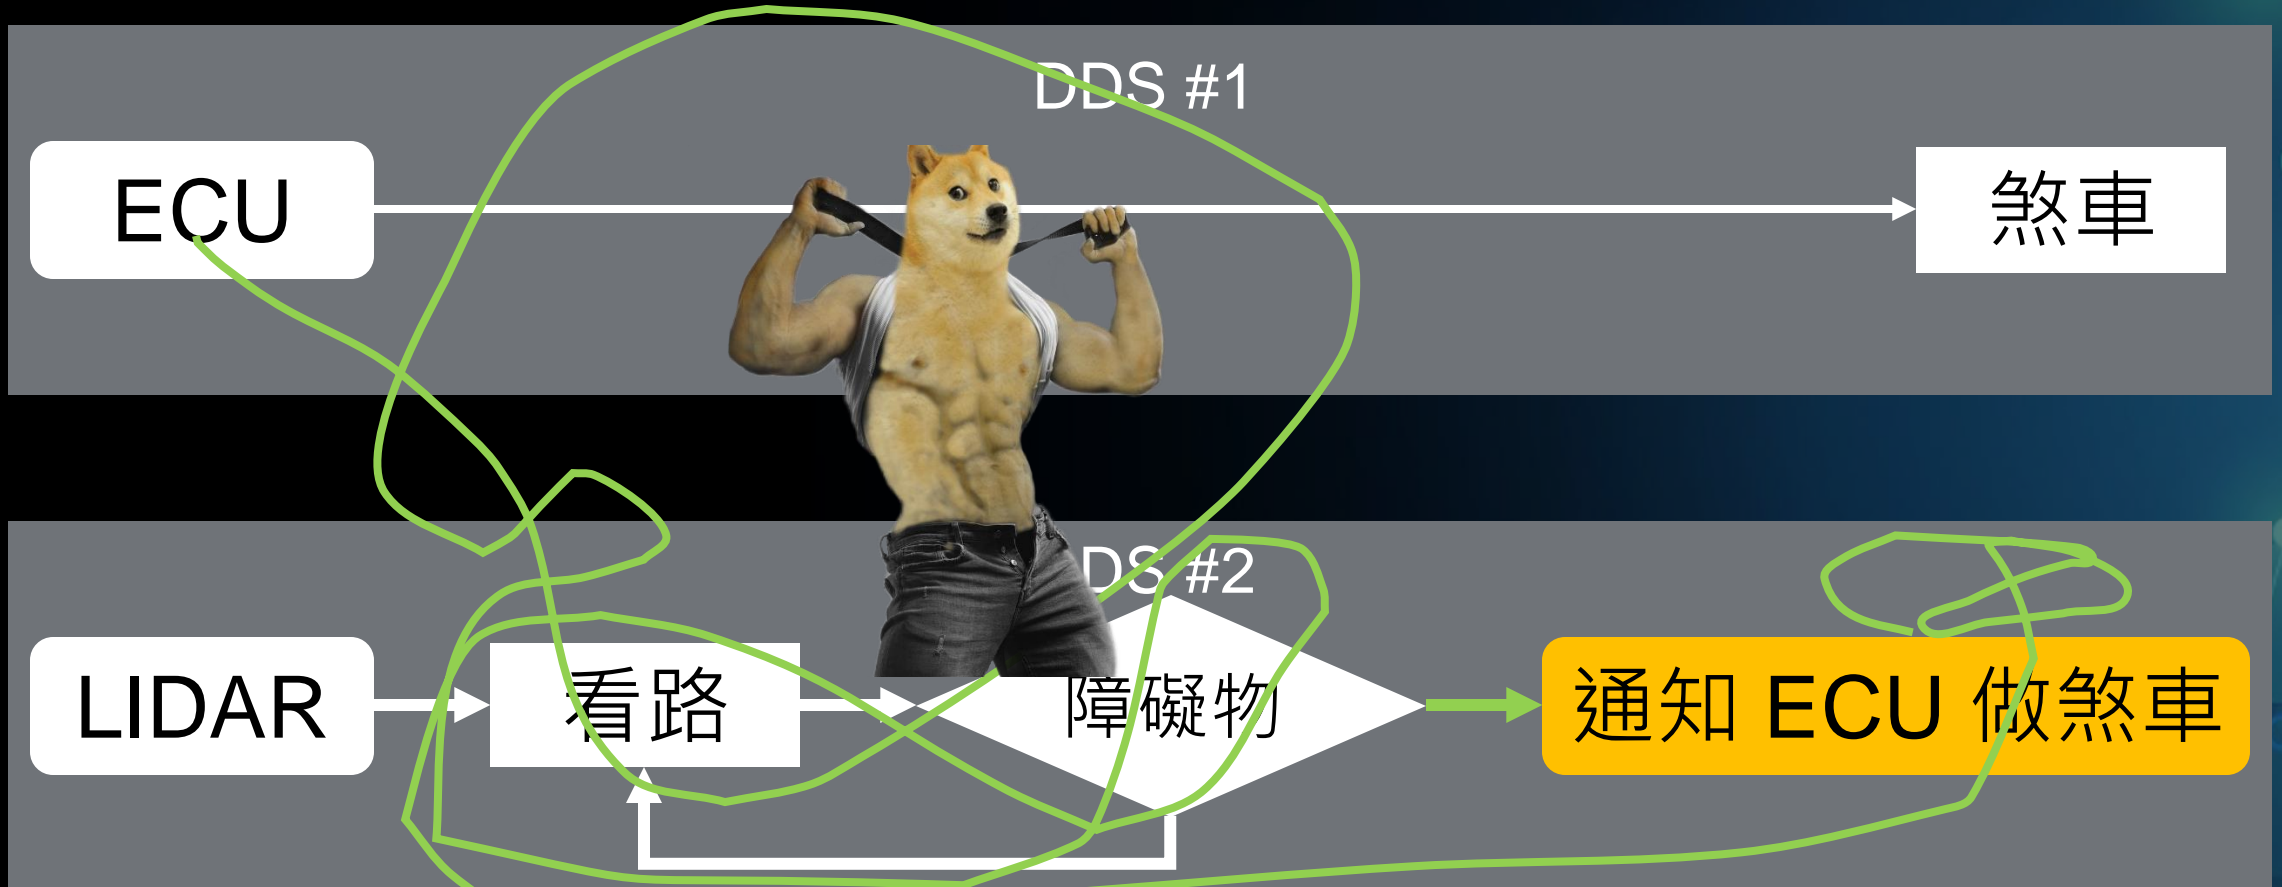 DDS #1
ECU
煞車
DS #2
LIDAR
看路
障礙物
通知 ECU 做煞車